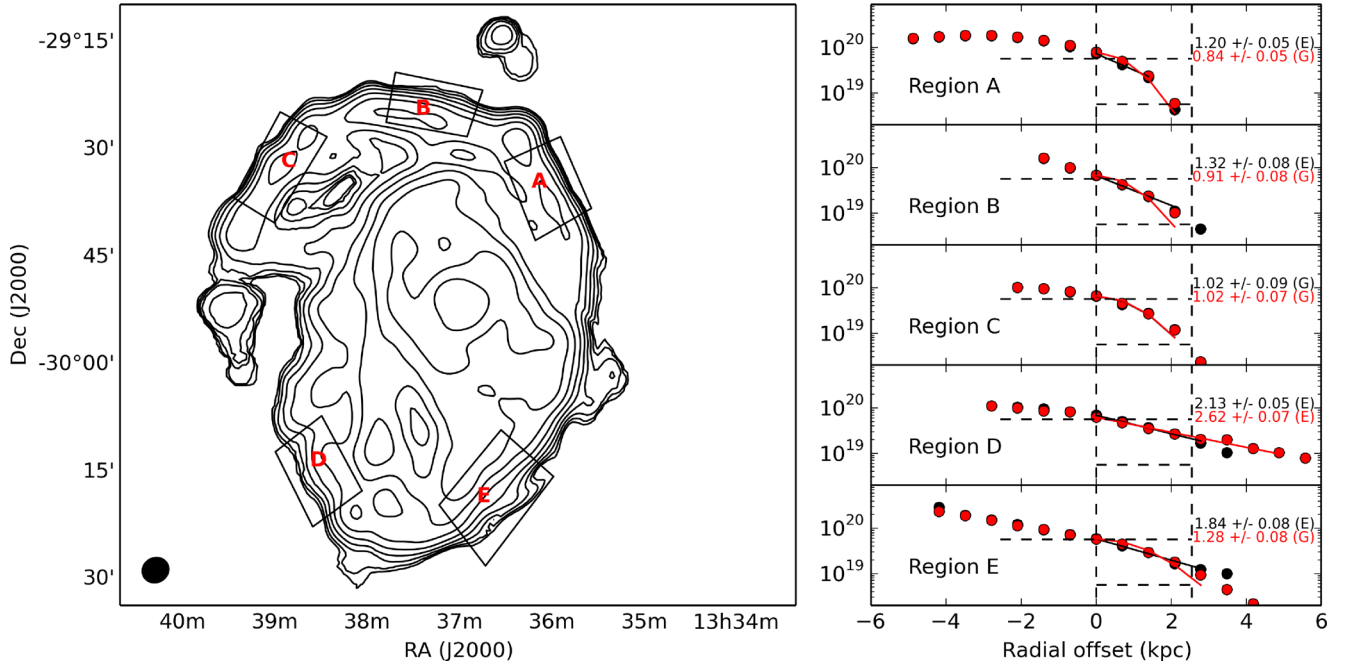 -29°15'
30'
45'
-30°00'
15'
30'
Dec (J2000)
B
C
A
D
E
40m 39m 38m 37m 36m 35m 13h34m
RA (J2000)
10^20
10^19
Region A
1.20 +/- 0.05 (E)
0.84 +/- 0.05 (G)
10^20
10^19
Region B
1.32 +/- 0.08 (E)
0.91 +/- 0.08 (G)
10^20
10^19
Region C
1.02 +/- 0.09 (G)
1.02 +/- 0.07 (G)
10^20
10^19
Region D
2.13 +/- 0.05 (E)
2.62 +/- 0.07 (E)
10^20
10^19
Region E
1.84 +/- 0.08 (E)
1.28 +/- 0.08 (G)
−6 −4 −2 0 2 4 6
Radial offset (kpc)